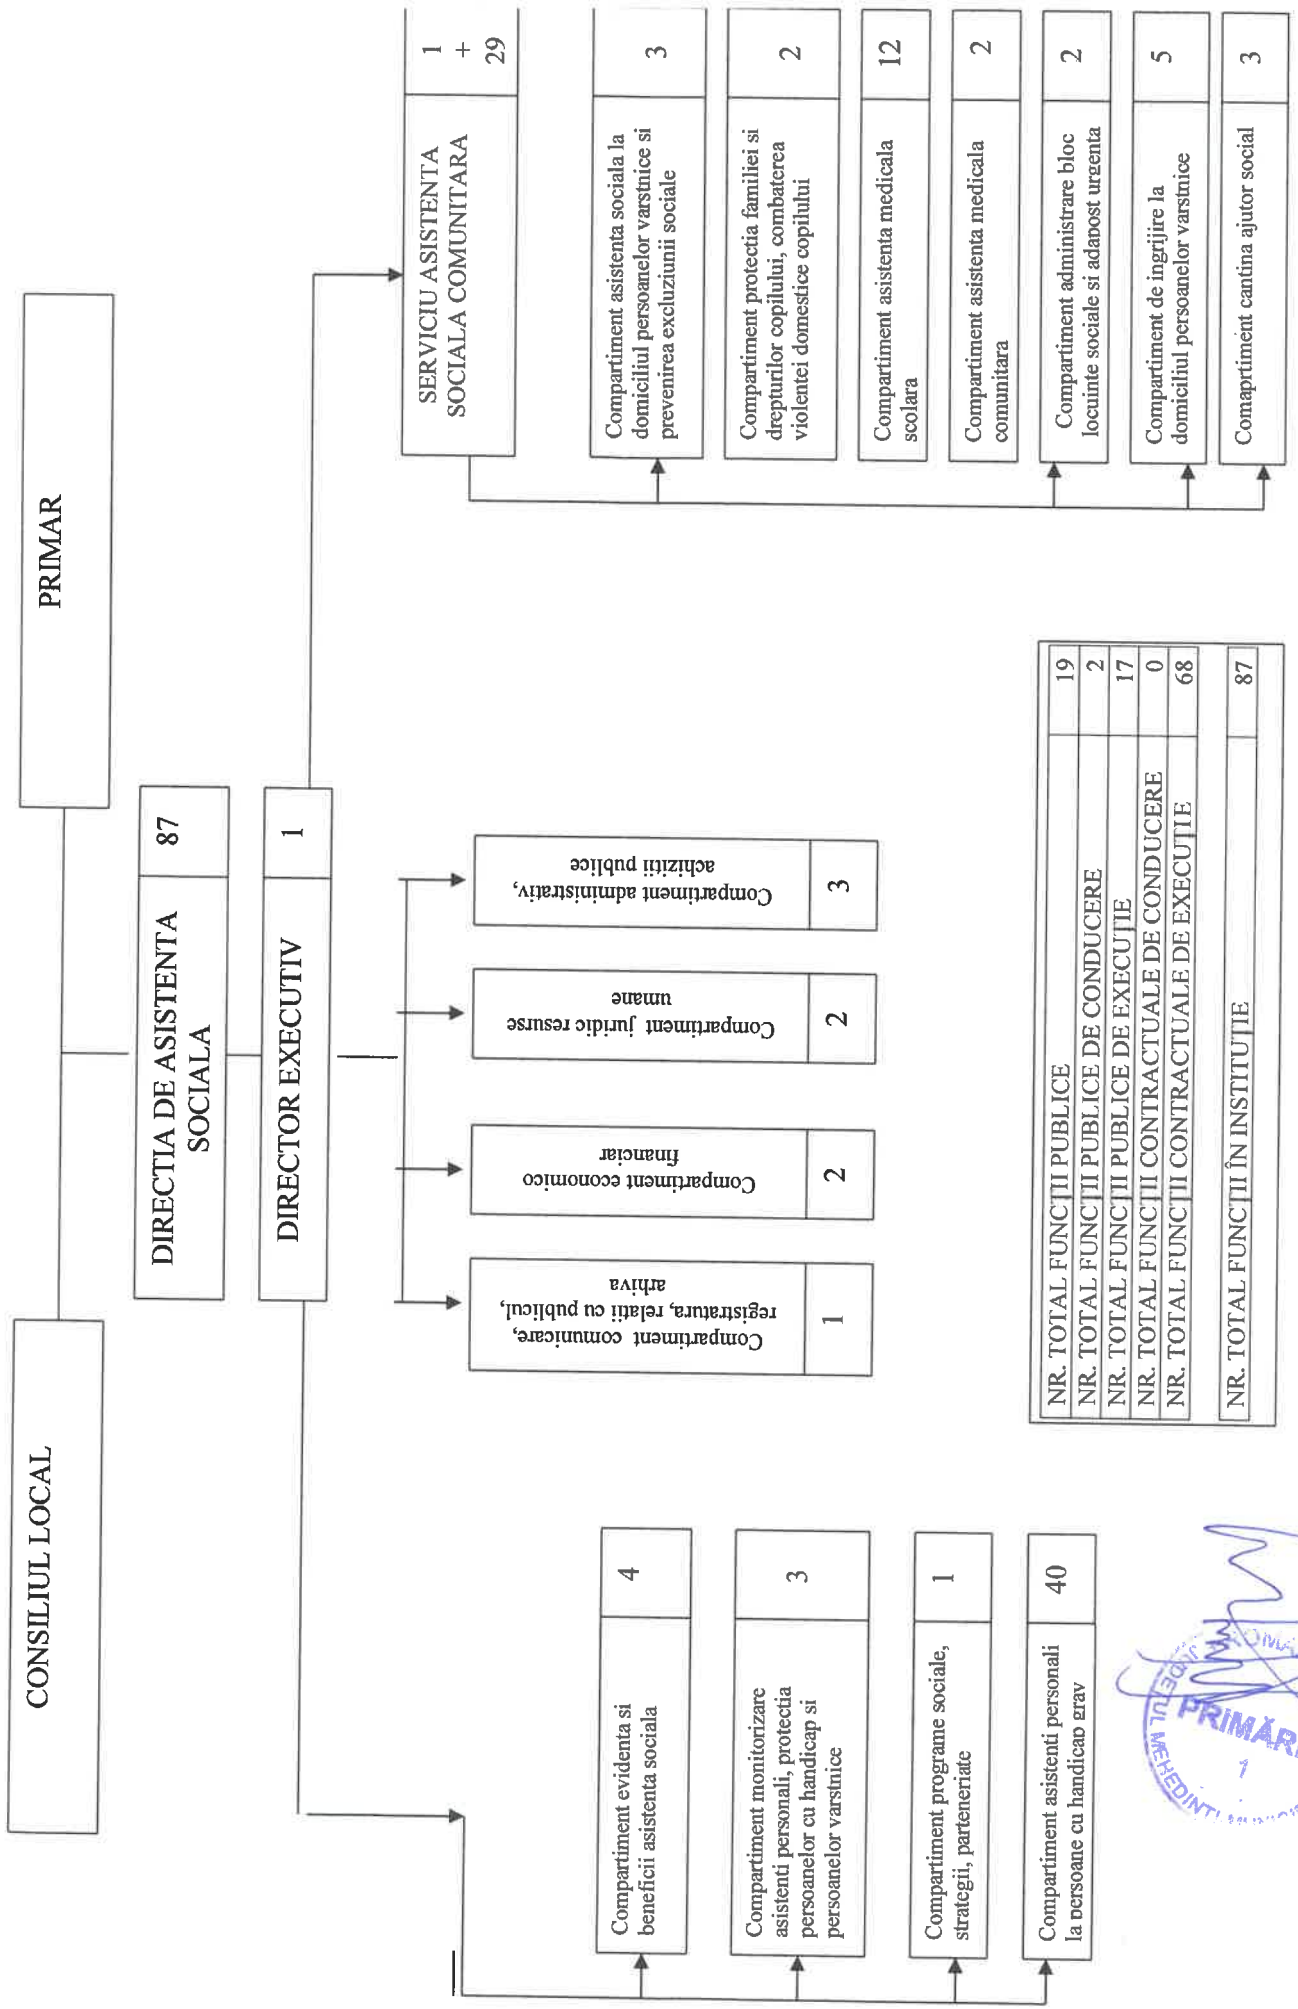 CONSILIUL LOCAL
PRIMAR
DIRECTIA DE ASISTENTA
SOCIALA
87
DIRECTOR EXECUTIV
1
Compartiment evidenta si
beneficii asistenta sociala
4
Compartiment monitorizare
asistenti personali, protectia
persoanelor cu handicap si
persoanelor varstnice
3
Compartiment programe sociale,
strategii, parteneriate
1
Compartiment asistenti personali
la persoane cu handicap grav
40
Compartiment comunicare,
registratura, relatii cu publicul,
arhiva
1
Compartiment economico
financiar
2
Compartiment juridic resurse
umane
2
Compartiment administrativ,
achizitii publice
3
SERVICIU ASISTENTA
SOCIALA COMUNITARA
1
+
29
Compartiment asistenta sociala la
domiciliul persoanelor varstnice si
prevenirea excluziunii sociale
3
Compartiment protectia familiei si
drepturilor copilului, combaterea
violentei domestice copilului
2
Compartiment asistenta medicala
scolara
12
Compartiment asistenta medicala
comunitara
2
Compartiment administrare bloc
locuinte sociale si adapost urgenta
2
Compartiment de ingrijire la
domiciliul persoanelor varstnice
5
Comaprtiment cantina ajutor social
3
NR. TOTAL FUNCȚII PUBLICE 19
NR. TOTAL FUNCȚII PUBLICE DE CONDUCERE 2
NR. TOTAL FUNCȚII PUBLICE DE EXECUȚIE 17
NR. TOTAL FUNCȚII CONTRACTUALE DE CONDUCERE 0
NR. TOTAL FUNCȚII CONTRACTUALE DE EXECUȚIE 68
NR. TOTAL FUNCȚII ÎN INSTITUȚIE 87
JUDEȚUL MEHEDINȚI
PRIMĂR
1